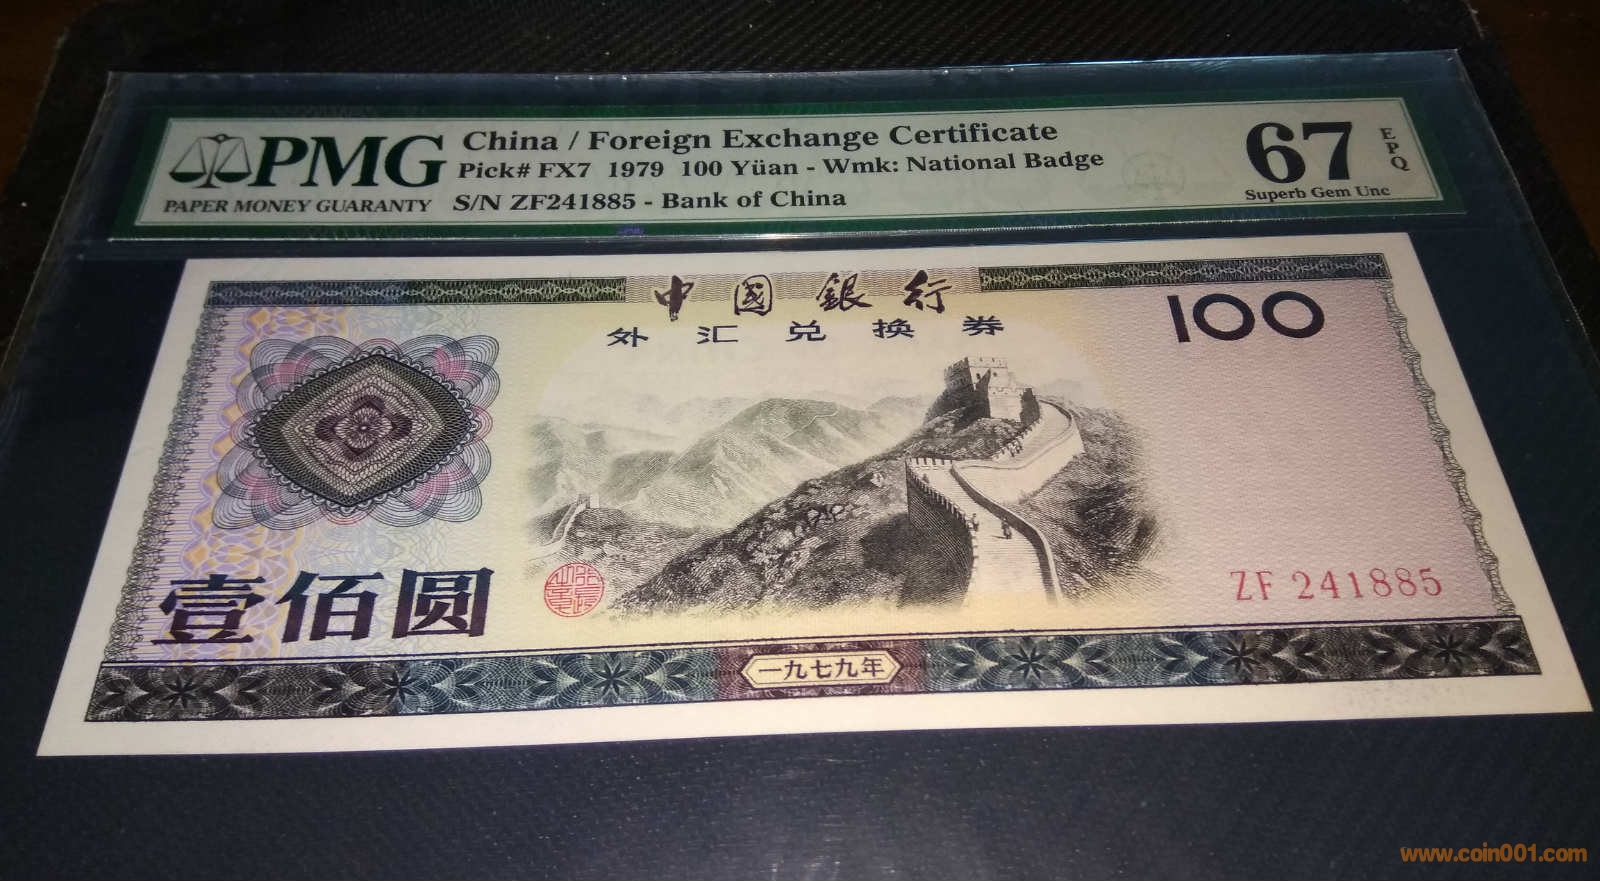 PMG
PAPER MONEY GUARANTY
China / Foreign Exchange Certificate
Pick# FX7 1979 100 Yüan - Wmk: National Badge
S/N ZF241885 - Bank of China
67
EPQ
Superb Gem Unc
中國銀行
外汇兑换券
100
壹佰圆
ZF 241885
一九七九年
www.coin001.com